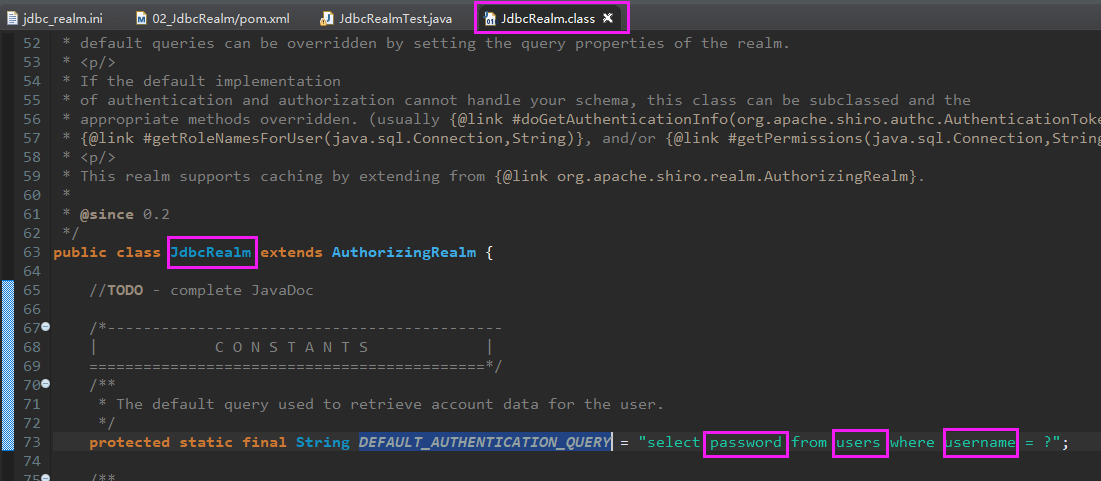 jdbc_realm.ini 02_JdbcRealm/pom.xml JdbcRealmTest.java JdbcRealm.class
52 * default queries can be overridden by setting the query properties of the realm.
53 * <p/>
54 * If the default implementation
55 * of authentication and authorization cannot handle your schema, this class can be subclassed and the
56 * appropriate methods overridden. (usually {@link #doGetAuthenticationInfo(org.apache.shiro.authc.AuthenticationToke
57 * {@link #getRoleNamesForUser(java.sql.Connection,String)}, and/or {@link #getPermissions(java.sql.Connection,String
58 * <p/>
59 * This realm supports caching by extending from {@link org.apache.shiro.realm.AuthorizingRealm}.
60 *
61 * @since 0.2
62 */
63 public class JdbcRealm extends AuthorizingRealm {
64
65 //TODO - complete JavaDoc
66
67 /*--------------------------------------------
68 | C O N S T A N T S |
69 ============================================*/
70 /**
71 * The default query used to retrieve account data for the user.
72 */
73 protected static final String DEFAULT_AUTHENTICATION_QUERY = "select password from users where username = ?";
74
75 /**